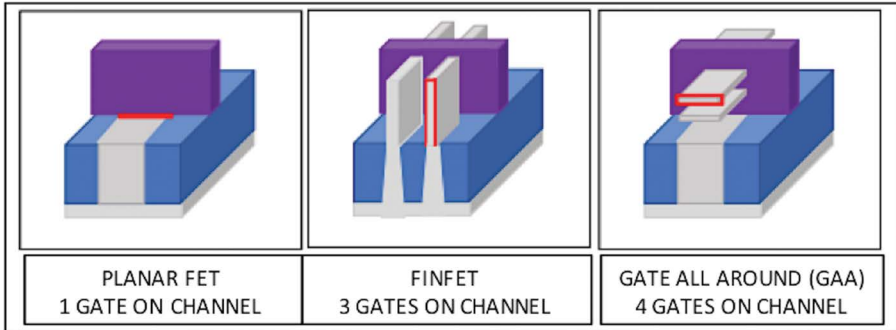 PLANAR FET
1 GATE ON CHANNEL
FINFET
3 GATES ON CHANNEL
GATE ALL AROUND (GAA)
4 GATES ON CHANNEL